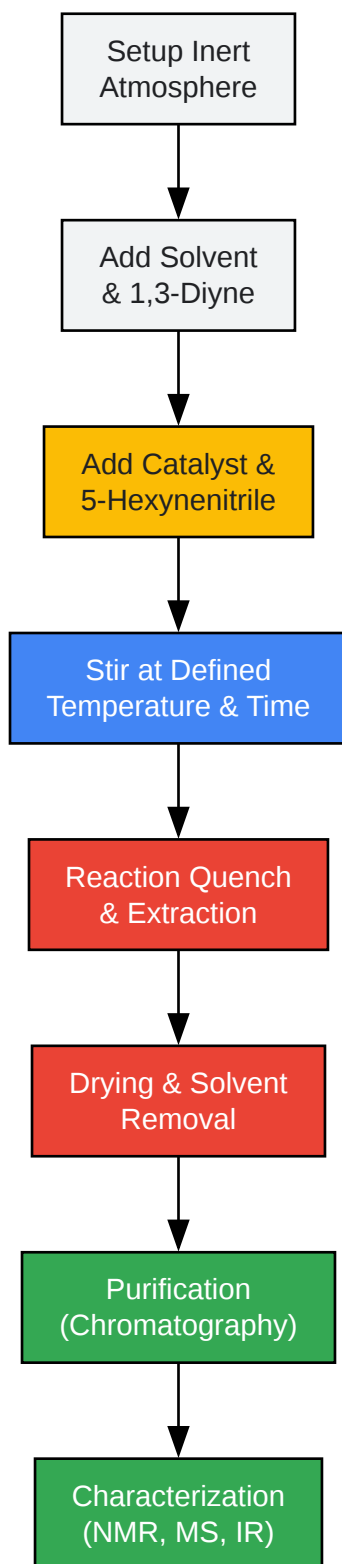 Setup Inert
Atmosphere
Add Solvent
& 1,3-Diyne
Add Catalyst &
5-Hexynenitrile
Stir at Defined
Temperature & Time
Reaction Quench
& Extraction
Drying & Solvent
Removal
Purification
(Chromatography)
Characterization
(NMR, MS, IR)